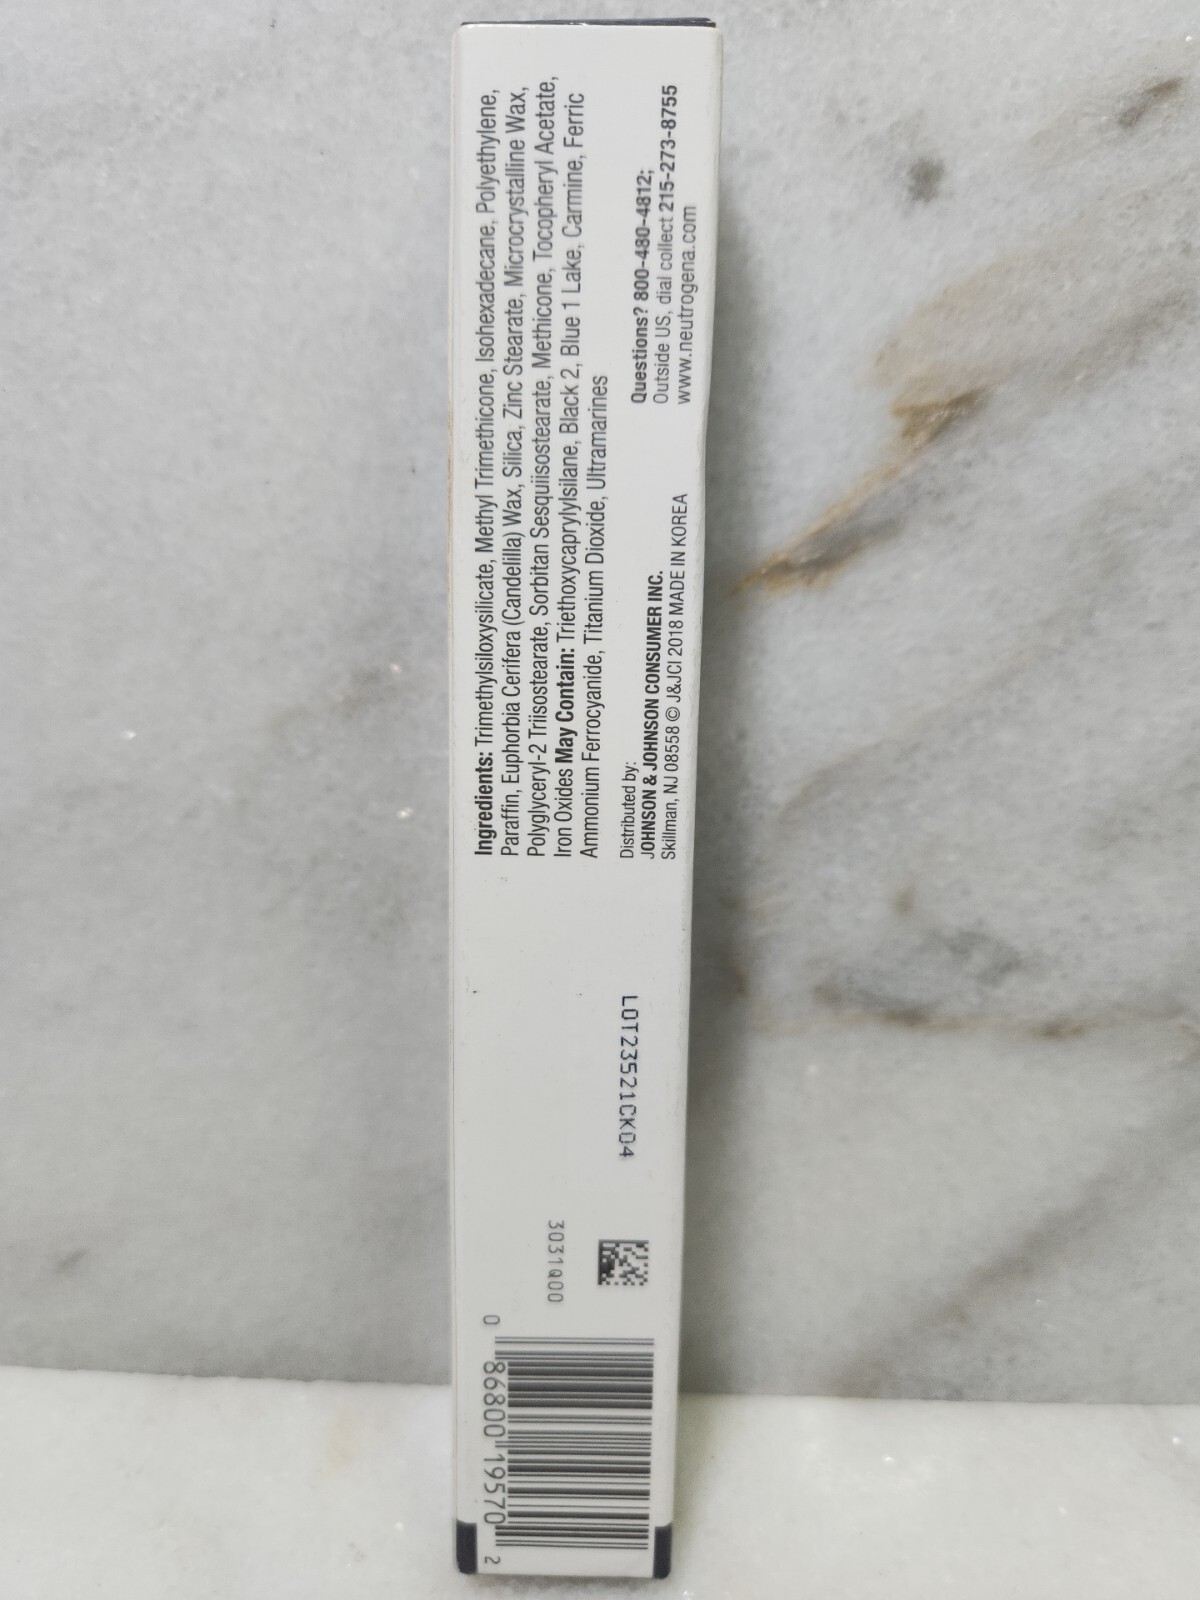 Ingredients: Trimethylsiloxysilicate, Methyl Trimethicone, Isohexadecane, Polyethylene,
Paraffin, Euphorbia Cerifera (Candelilla) Wax, Silica, Zinc Stearate, Microcrystalline Wax,
Polyglyceryl-2 Triisostearate, Sorbitan Sesquiisostearate, Methicone, Tocopheryl Acetate,
Iron Oxides May Contain: Triethoxycaprylylsilane, Black 2, Blue 1 Lake, Carmine, Ferric
Ammonium Ferrocyanide, Titanium Dioxide, Ultramarines
Distributed by:
JOHNSON & JOHNSON CONSUMER INC.
Skillman, NJ 08558 © J&JCI 2018 MADE IN KOREA
Questions? 800-480-4812;
Outside US, dial collect 215-273-8755
www.neutrogena.com
LOT23521CK04
3031Q00
0 86800 19570 2